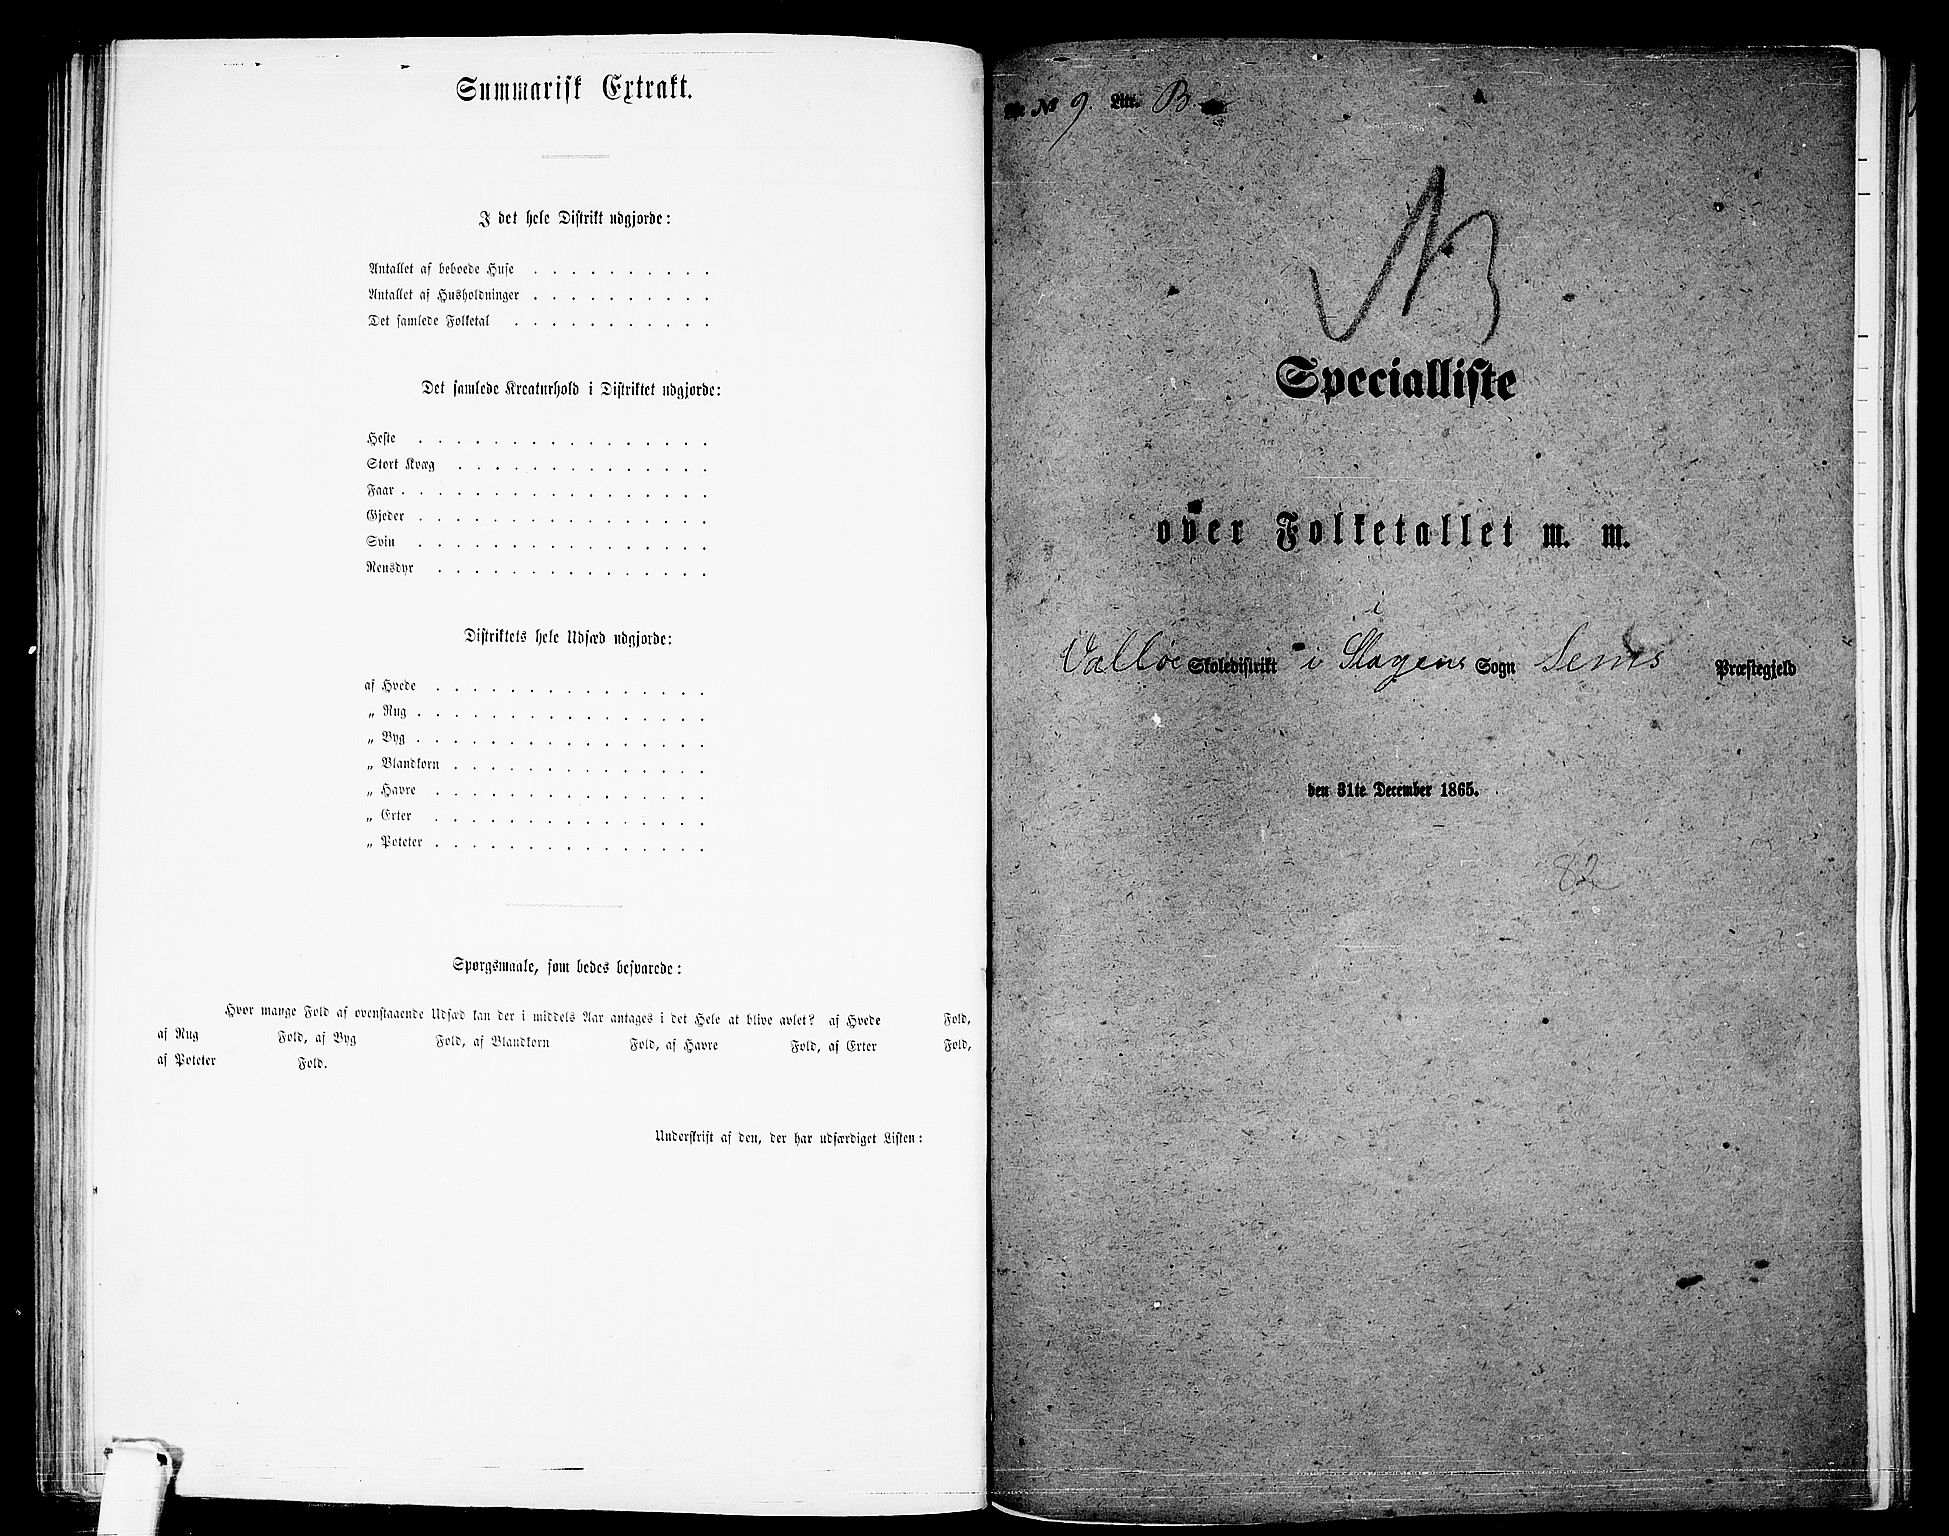 Summarisk Extrakt.
I det hele Distrikt udgjorde:
Antallet af beboede Huse . . . . . . . . . .
Antallet af Husholdninger . . . . . . . . . .
Det samlede Folketal . . . . . . . . . . .
Det samlede Kreaturhold i Distriktet udgjorde:
Heste . . . . . . . . . . . . . . . .
Stort Kvæg . . . . . . . . . . . . . .
Faar . . . . . . . . . . . . . . . . .
Gjeder . . . . . . . . . . . . . . . .
Svin . . . . . . . . . . . . . . . .
Rensdyr . . . . . . . . . . . . . . .
Distriktets hele Udsæd udgjorde:
af Hvede . . . . . . . . . . . . . . .
„ Rug . . . . . . . . . . . . . . . .
„ Byg . . . . . . . . . . . . . . . .
„ Blandkorn . . . . . . . . . . . . . .
„ Havre . . . . . . . . . . . . . . .
„ Erter . . . . . . . . . . . . . . .
„ Poteter . . . . . . . . . . . . . . .
Spørgsmaale, som bedes besvarede:
Hvor mange Fold af ovenstaaende Udsæd kan der i middels Aar antages i det Hele at blive avlet? af Hvede Fold,
af Rug Fold, af Byg Fold, af Blandkorn Fold, af Havre Fold, af Erter Fold,
af Poteter Fold.
Underskrift af den, der har udfærdiget Listen:
№ 9. Litr. B
Specialliste
over Folketallet m. m.
i
Valløe Skoledistrikt i Slagens Sogn Sems Præstegjeld
den 31te December 1865.
82